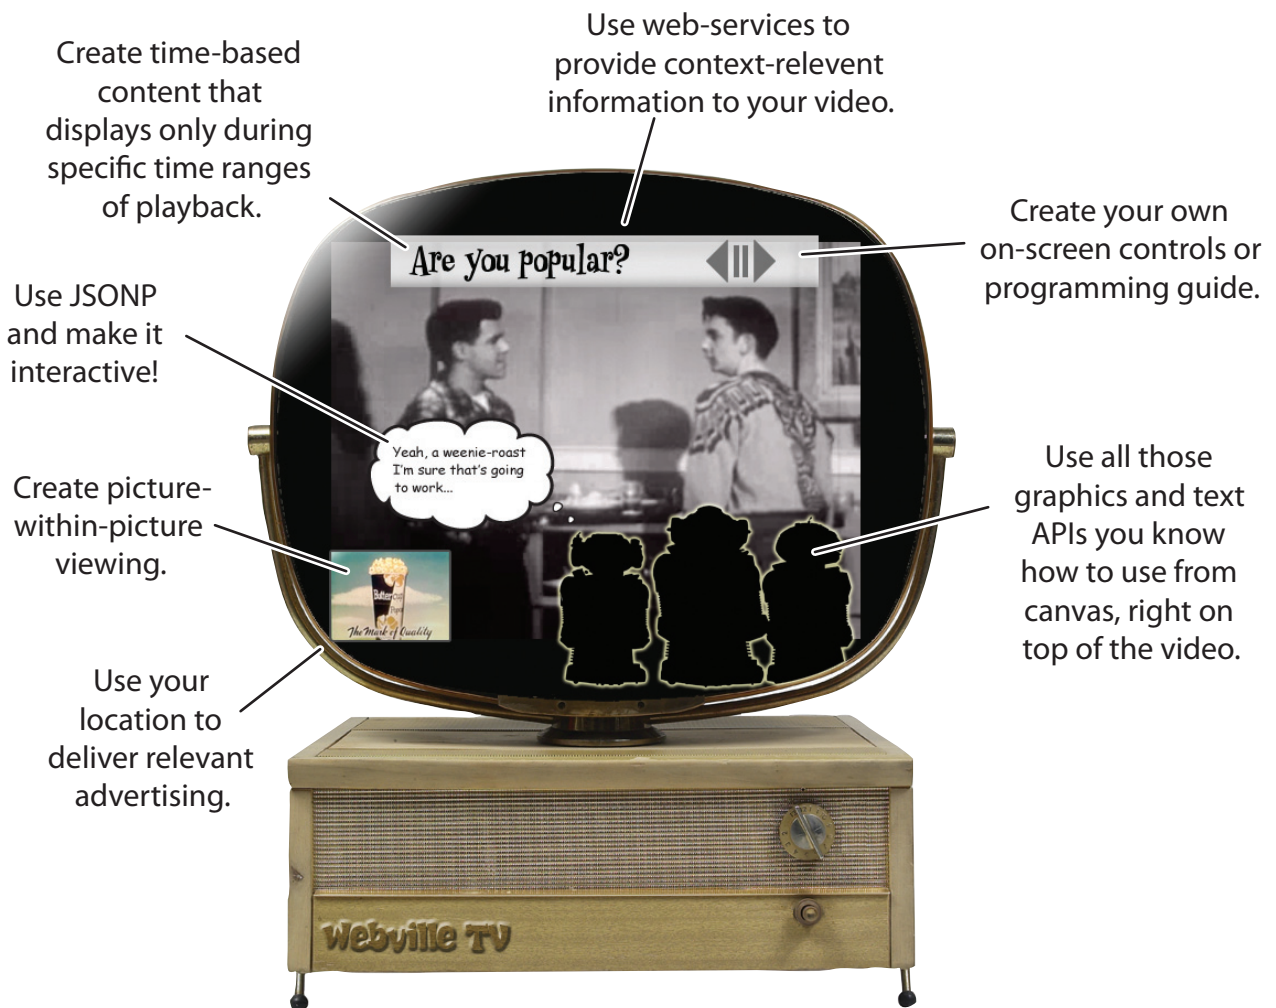 Use web-services to
provide context-relevent
information to your video.
Create time-based
content that
displays only during
specific time ranges
of playback.
Create your own
on-screen controls or
programming guide.
Are you popular?
Use JSONP
and make it
interactive!
Yeah, a weenie-roast
I'm sure that's going
to work...
Create picture-
within-picture
viewing.
Use all those
graphics and text
APIs you know
how to use from
canvas, right on
top of the video.
The Mark of Quality
Use your
location to
deliver relevant
advertising.
Webville TV